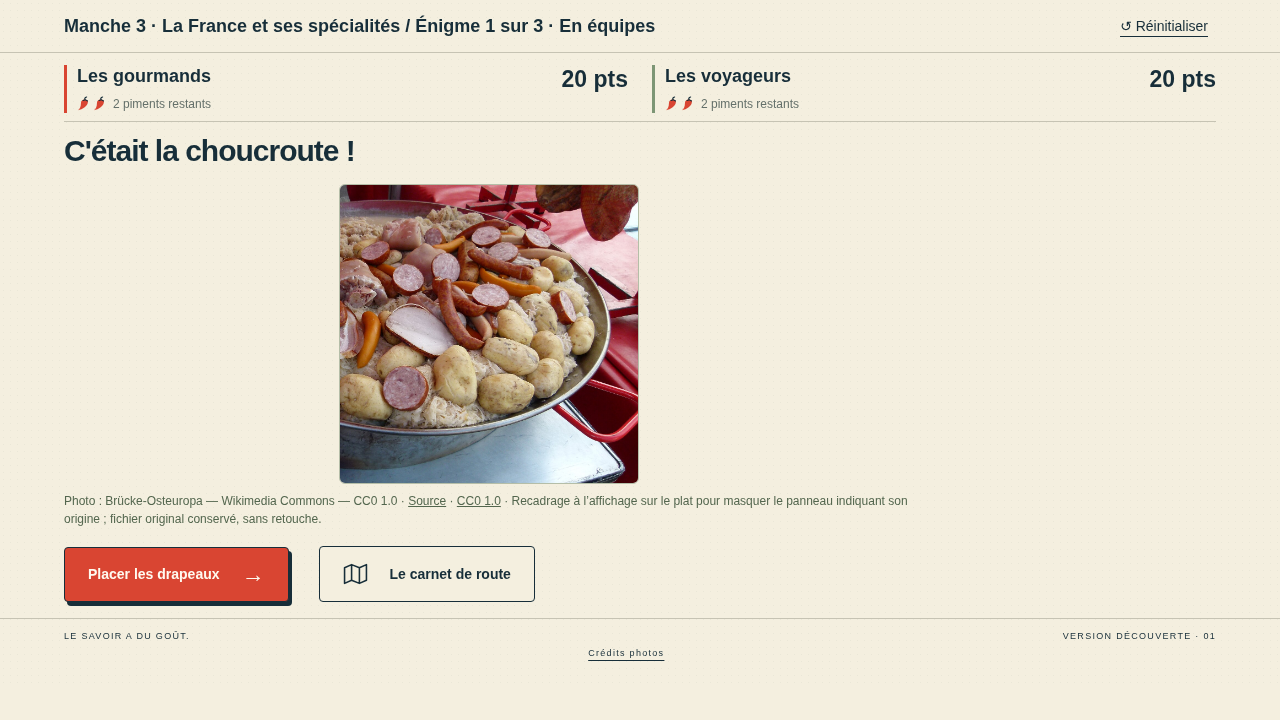 Manche 3 · La France et ses spécialités / Énigme 1 sur 3 · En équipes
↺ Réinitialiser
Les gourmands
20 pts
2 piments restants
Les voyageurs
20 pts
2 piments restants
C'était la choucroute !
Photo : Brücke-Osteuropa — Wikimedia Commons — CC0 1.0 · Source · CC0 1.0 · Recadrage à l’affichage sur le plat pour masquer le panneau indiquant son
origine ; fichier original conservé, sans retouche.
Placer les drapeaux →
Le carnet de route
LE SAVOIR A DU GOÛT.
VERSION DÉCOUVERTE · 01
Crédits photos